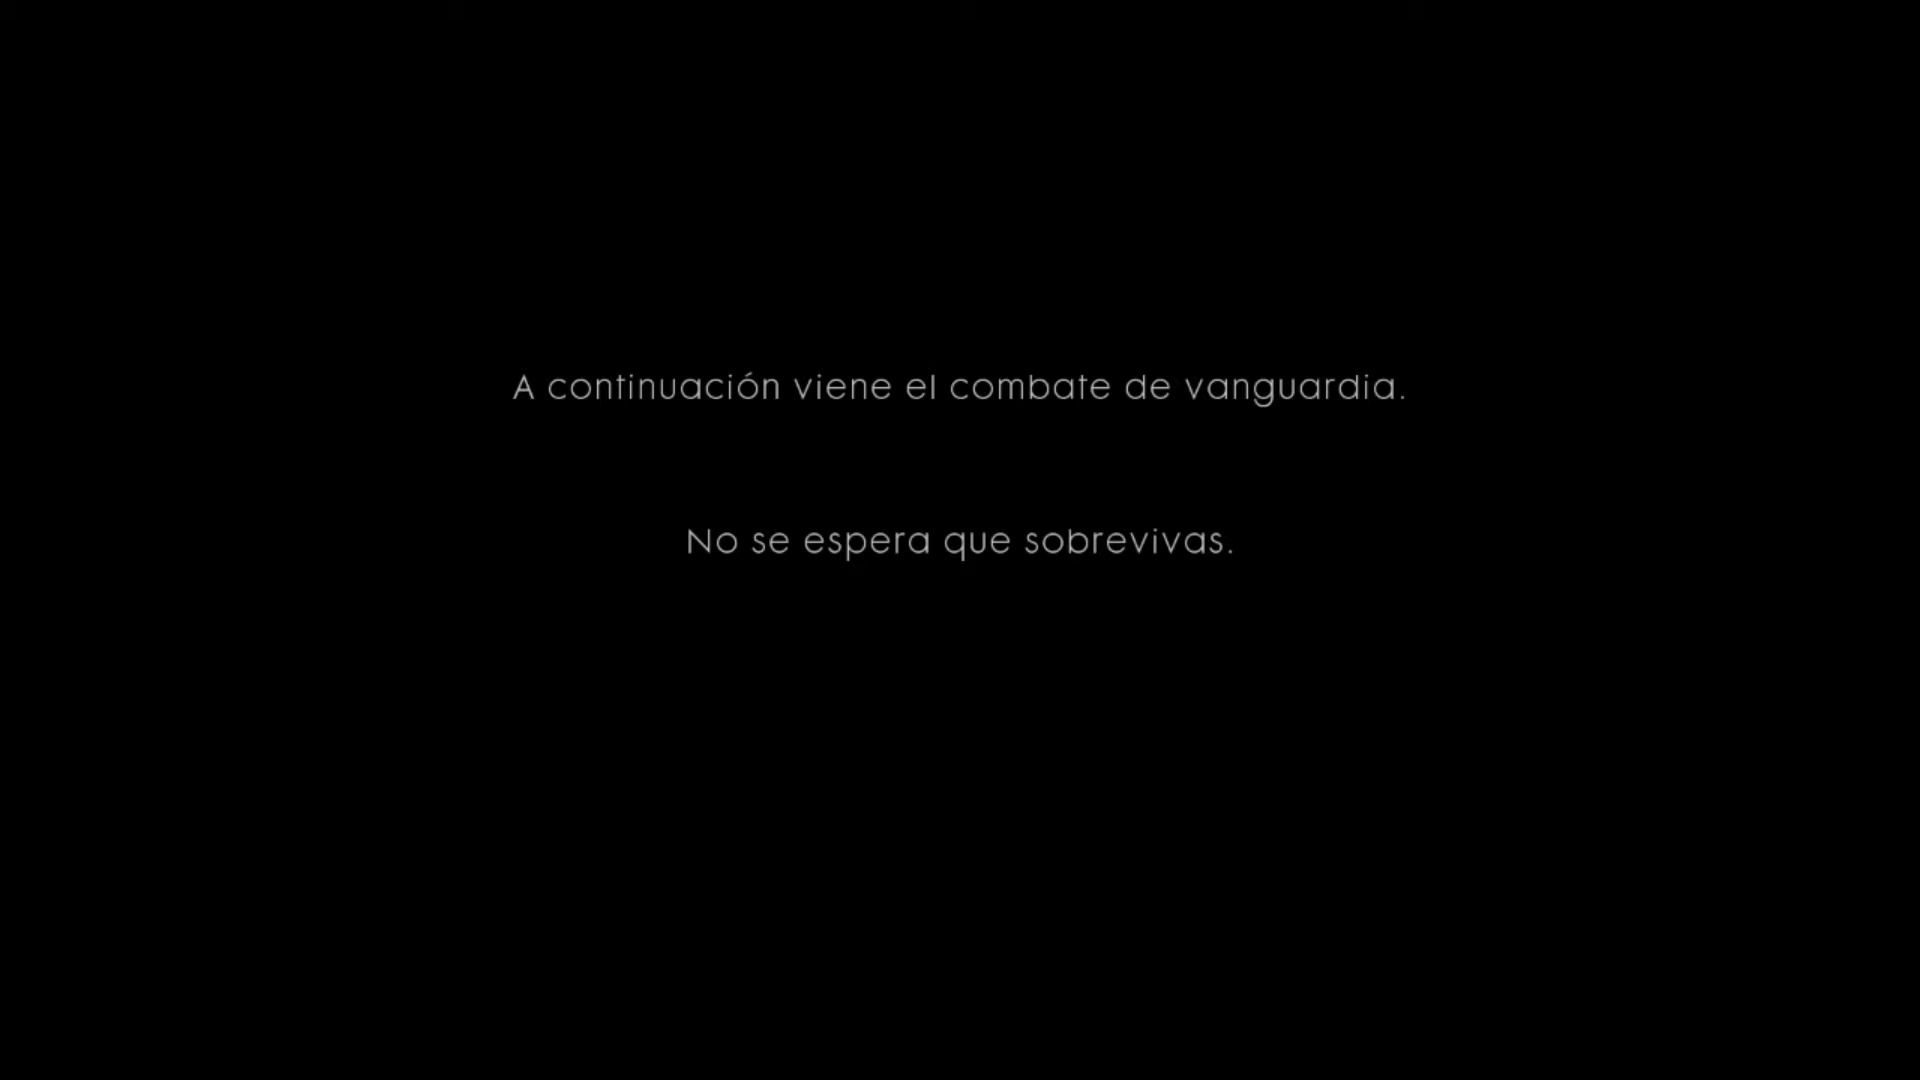 A continuación viene el combate de vanguardia.
No se espera que sobrevivas.